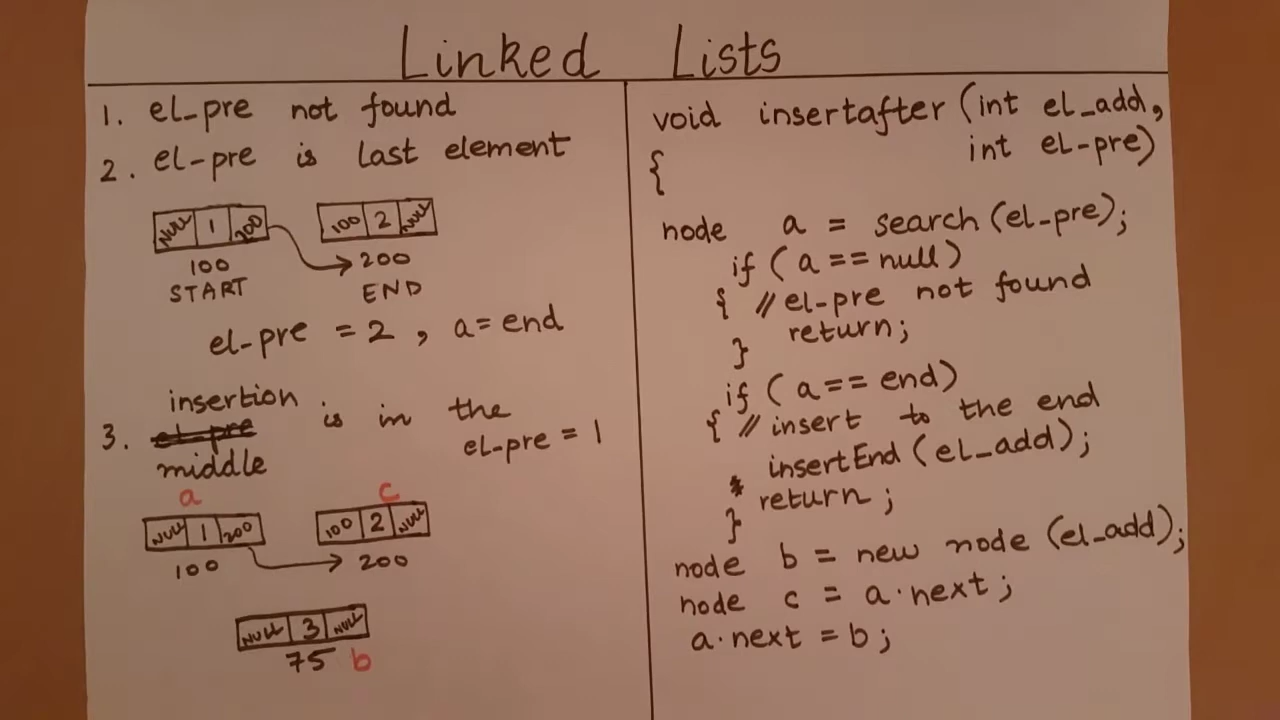 Linked Lists
1. el-pre not found
2. el-pre is last element
NULL 1 200 100 2 NULL
100 200
START END
el-pre = 2, a = end
insertion
3. el-pre is in the el-pre = 1
middle
a c
NULL 1 200 100 2 NULL
100 200
NULL 3 NULL
75 b
void insertafter (int el_add,
int el-pre)
{
node a = search (el-pre);
if (a == null)
{ // el-pre not found
return;
}
if (a == end)
{ // insert to the end
insertEnd (el_add);
return;
}
node b = new node (el_add);
node c = a.next;
a.next = b;